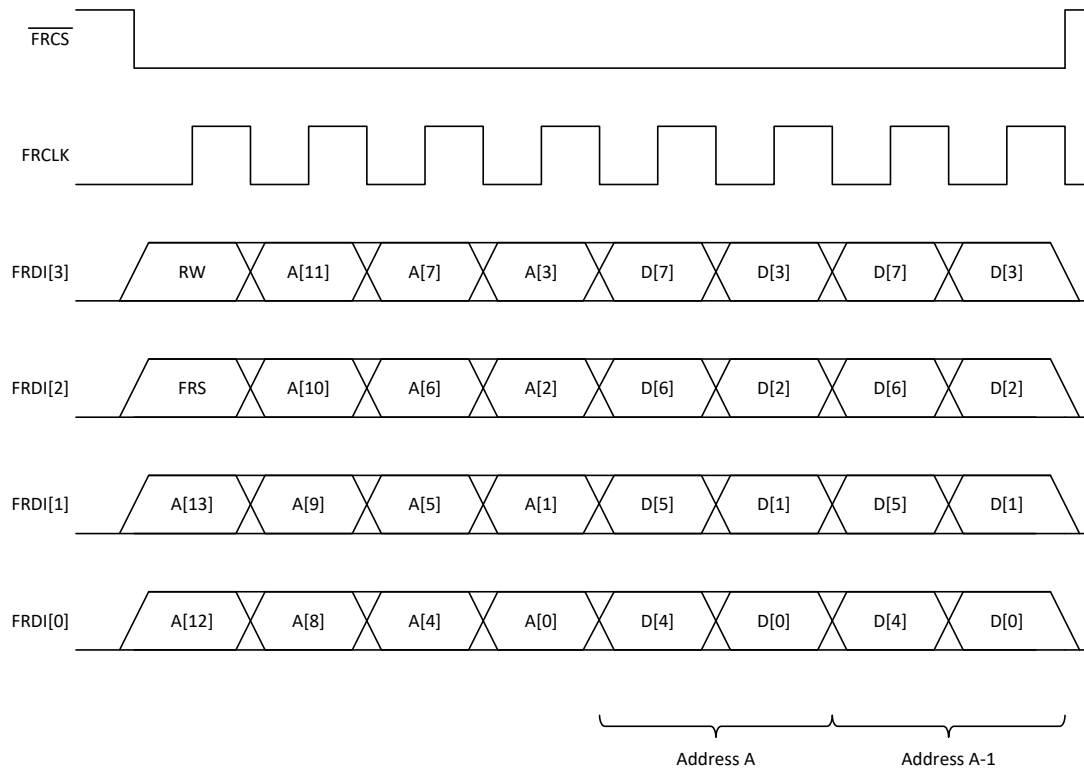 FRCS
FRCLK
FRDI[3] RW A[11] A[7] A[3] D[7] D[3] D[7] D[3]
FRDI[2] FRS A[10] A[6] A[2] D[6] D[2] D[6] D[2]
FRDI[1] A[13] A[9] A[5] A[1] D[5] D[1] D[5] D[1]
FRDI[0] A[12] A[8] A[4] A[0] D[4] D[0] D[4] D[0]
Address A Address A-1